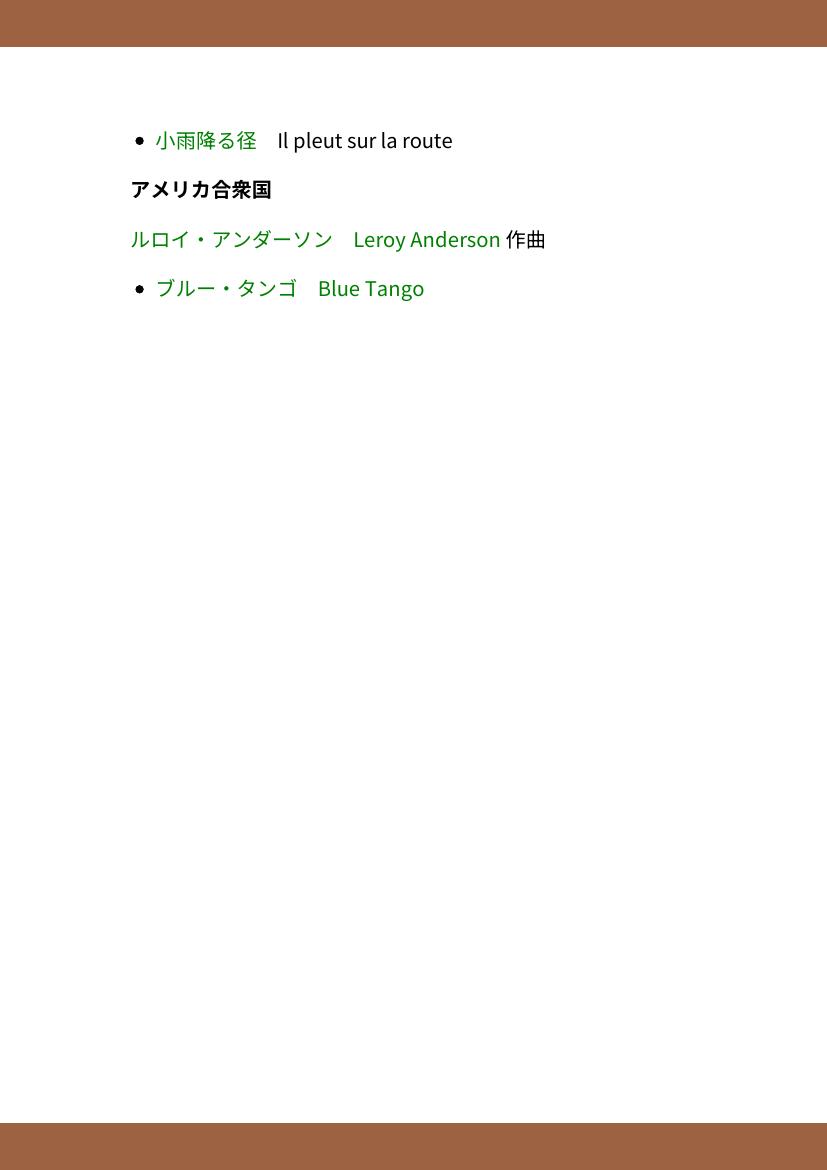 • 小雨降る径　Il pleut sur la route
アメリカ合衆国
ルロイ・アンダーソン　Leroy Anderson 作曲
• ブルー・タンゴ　Blue Tango